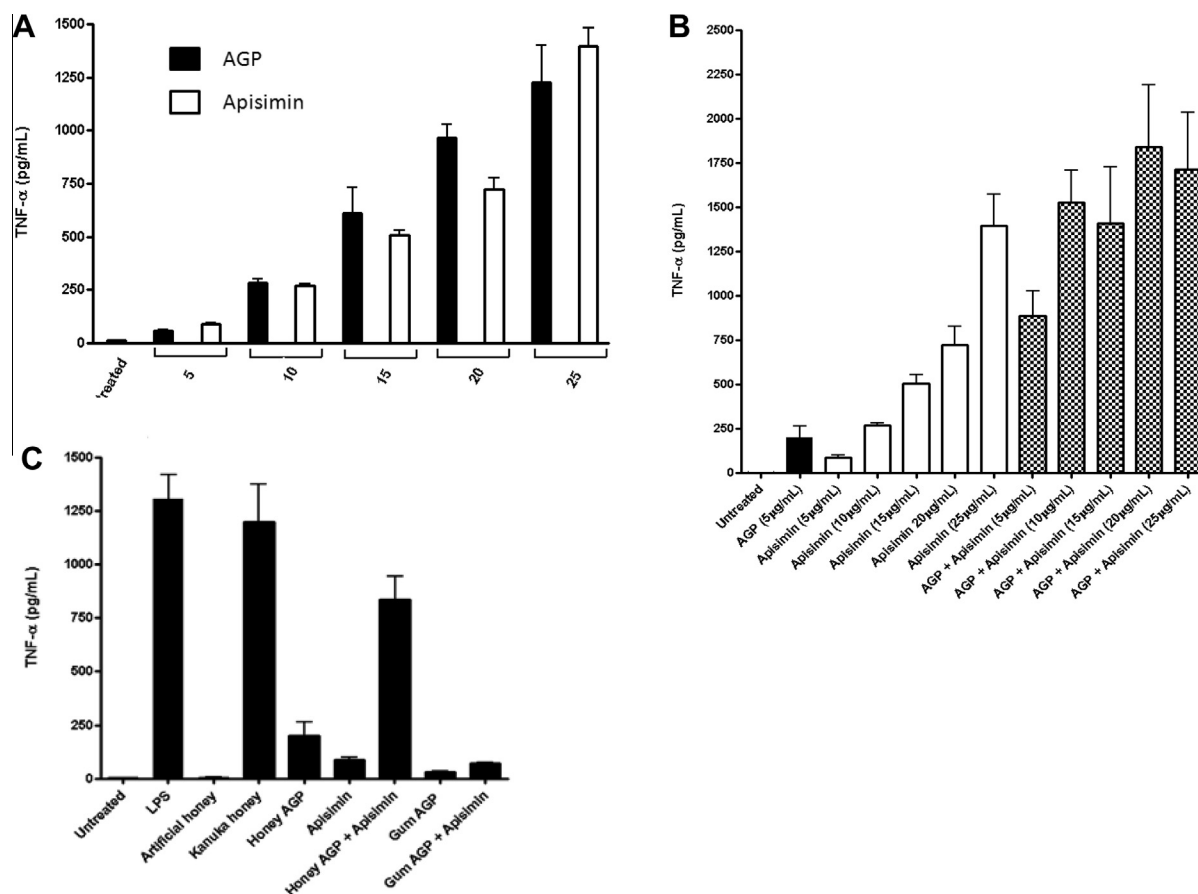 A
TNF-α (pg/mL)
1500
1250
1000
750
500
250
0
AGP
Apisimin
5
10
15
20
25
B
TNF-α (pg/mL)
2500
2250
2000
1750
1500
1250
1000
750
500
250
0
Untreated
AGP (5µg/mL)
Apisimin (5µg/mL)
Apisimin (10µg/mL)
Apisimin (15µg/mL)
Apisimin 20µg/mL)
Apisimin (25µg/mL)
AGP + Apisimin (5µg/mL)
AGP + Apisimin (10µg/mL)
AGP + Apisimin (15µg/mL)
AGP + Apisimin (20µg/mL)
AGP + Apisimin (25µg/mL)
C
TNF-α (pg/mL)
1500
1250
1000
750
500
250
0
Untreated
LPS
Artificial honey
Kanuka honey
Honey AGP
Apisimin
Honey AGP + Apisimin
Gum AGP
Gum AGP + Apisimin